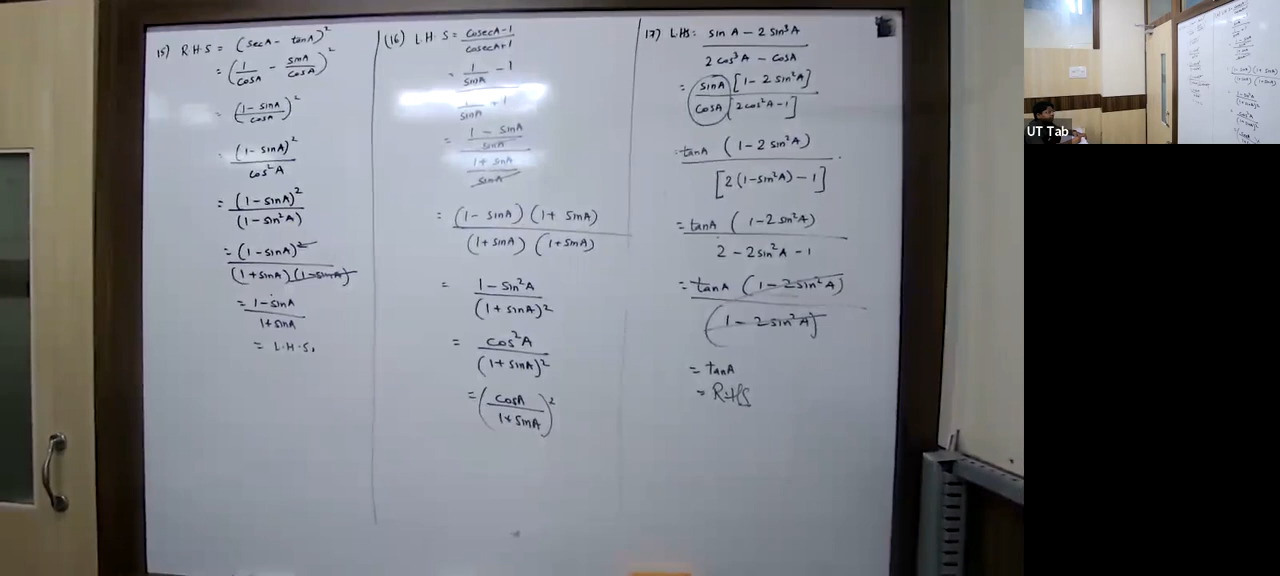 15) R.H.S = (secA - tanA)²
= (1/cosA - sinA/cosA)²
= ((1-sinA)/cosA)²
= (1-sinA)²/cos²A
= (1-sinA)²/(1-sin²A)
= (1-sinA)²/(1+sinA)(1-sinA)
= 1-sinA/1+sinA
= L.H.S.
(16) L.H.S = cosecA-1/cosecA+1
= 1/sinA - 1
1/sinA + 1
= 1 - sinA/sinA
1 + sinA/sinA
= (1- sinA)(1+ sinA)/(1+sinA)(1+sinA)
= 1-sin²A/(1+sinA)²
= cos²A/(1+sinA)²
= (cosA/1+sinA)²
17) LHS: sinA - 2sin³A/2cos³A - cosA
= sinA[1-2sin²A]/cosA[2cos²A-1]
= tanA (1-2sin²A)/[2(1-sin²A)-1]
= tanA (1-2sin²A)/2-2sin²A-1
= tanA (1-2sin²A)/(1-2sin²A)
= tanA
= RHS
UT Tab